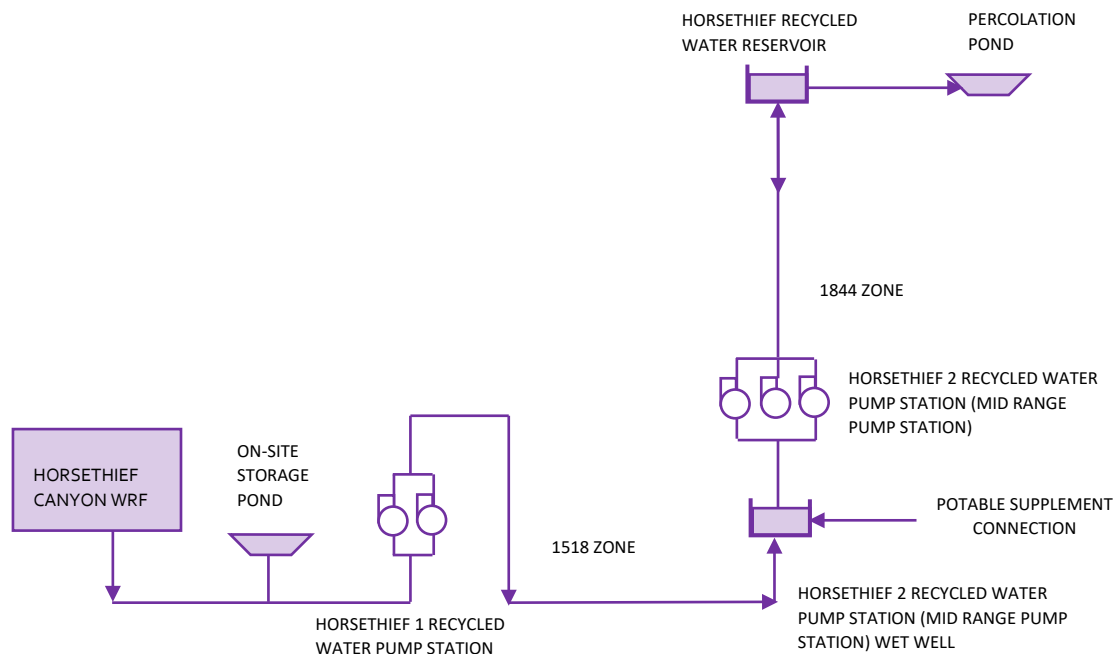 HORSETHIEF RECYCLED
WATER RESERVOIR
PERCOLATION
POND
1844 ZONE
HORSETHIEF 2 RECYCLED WATER
PUMP STATION (MID RANGE
PUMP STATION)
HORSETHIEF
CANYON WRF
ON-SITE
STORAGE
POND
1518 ZONE
POTABLE SUPPLEMENT
CONNECTION
HORSETHIEF 1 RECYCLED
WATER PUMP STATION
HORSETHIEF 2 RECYCLED WATER
PUMP STATION (MID RANGE PUMP
STATION) WET WELL